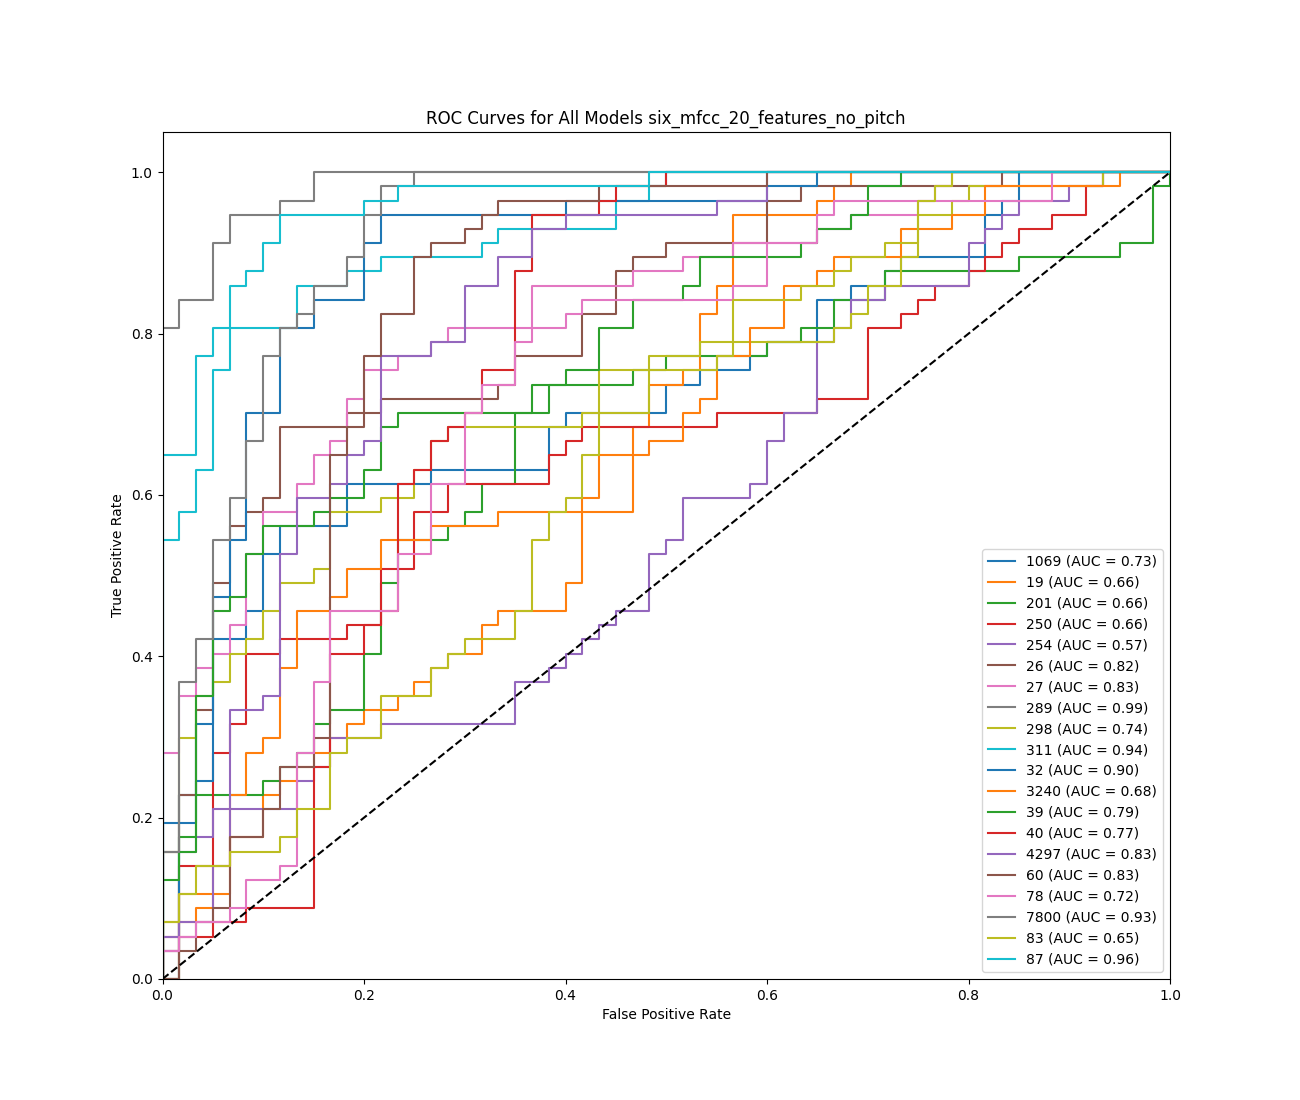 ROC Curves for All Models six_mfcc_20_features_no_pitch
1.0
0.8
0.6
0.4
0.2
0.0
True Positive Rate
0.0 0.2 0.4 0.6 0.8 1.0
False Positive Rate
1069 (AUC = 0.73)
19 (AUC = 0.66)
201 (AUC = 0.66)
250 (AUC = 0.66)
254 (AUC = 0.57)
26 (AUC = 0.82)
27 (AUC = 0.83)
289 (AUC = 0.99)
298 (AUC = 0.74)
311 (AUC = 0.94)
32 (AUC = 0.90)
3240 (AUC = 0.68)
39 (AUC = 0.79)
40 (AUC = 0.77)
4297 (AUC = 0.83)
60 (AUC = 0.83)
78 (AUC = 0.72)
7800 (AUC = 0.93)
83 (AUC = 0.65)
87 (AUC = 0.96)